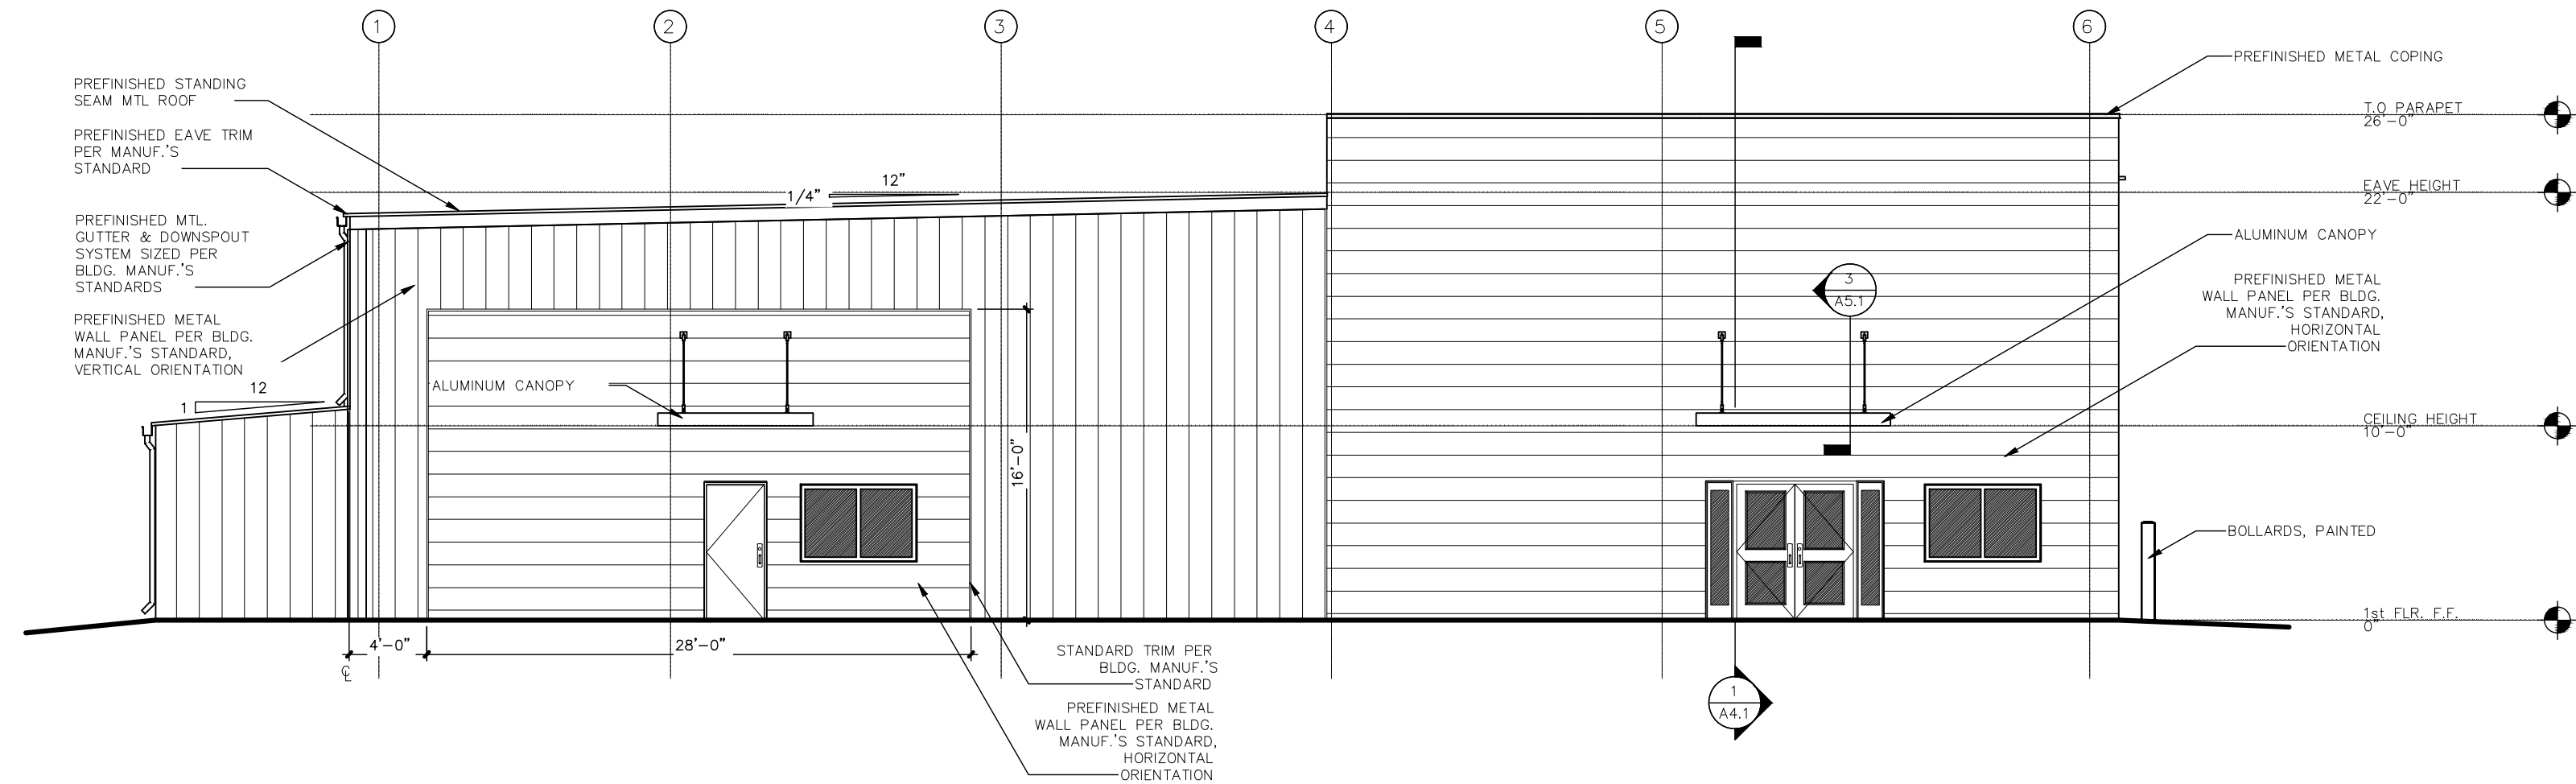 1
2
3
4
5
6
PREFINISHED STANDING
SEAM MTL ROOF
PREFINISHED EAVE TRIM
PER MANUF.'S
STANDARD
PREFINISHED MTL.
GUTTER & DOWNSPOUT
SYSTEM SIZED PER
BLDG. MANUF.'S
STANDARDS
PREFINISHED METAL
WALL PANEL PER BLDG.
MANUF.'S STANDARD,
VERTICAL ORIENTATION
12
1
1/4"
12"
ALUMINUM CANOPY
16'-0"
4'-0"
28'-0"
CL
STANDARD TRIM PER
BLDG. MANUF.'S
STANDARD
PREFINISHED METAL
WALL PANEL PER BLDG.
MANUF.'S STANDARD,
HORIZONTAL
ORIENTATION
3
A5.1
1
A4.1
PREFINISHED METAL COPING
T.O PARAPET
26'-0"
EAVE HEIGHT
22'-0"
ALUMINUM CANOPY
PREFINISHED METAL
WALL PANEL PER BLDG.
MANUF.'S STANDARD,
HORIZONTAL
ORIENTATION
CEILING HEIGHT
10'-0"
BOLLARDS, PAINTED
1st FLR. F.F.
0"